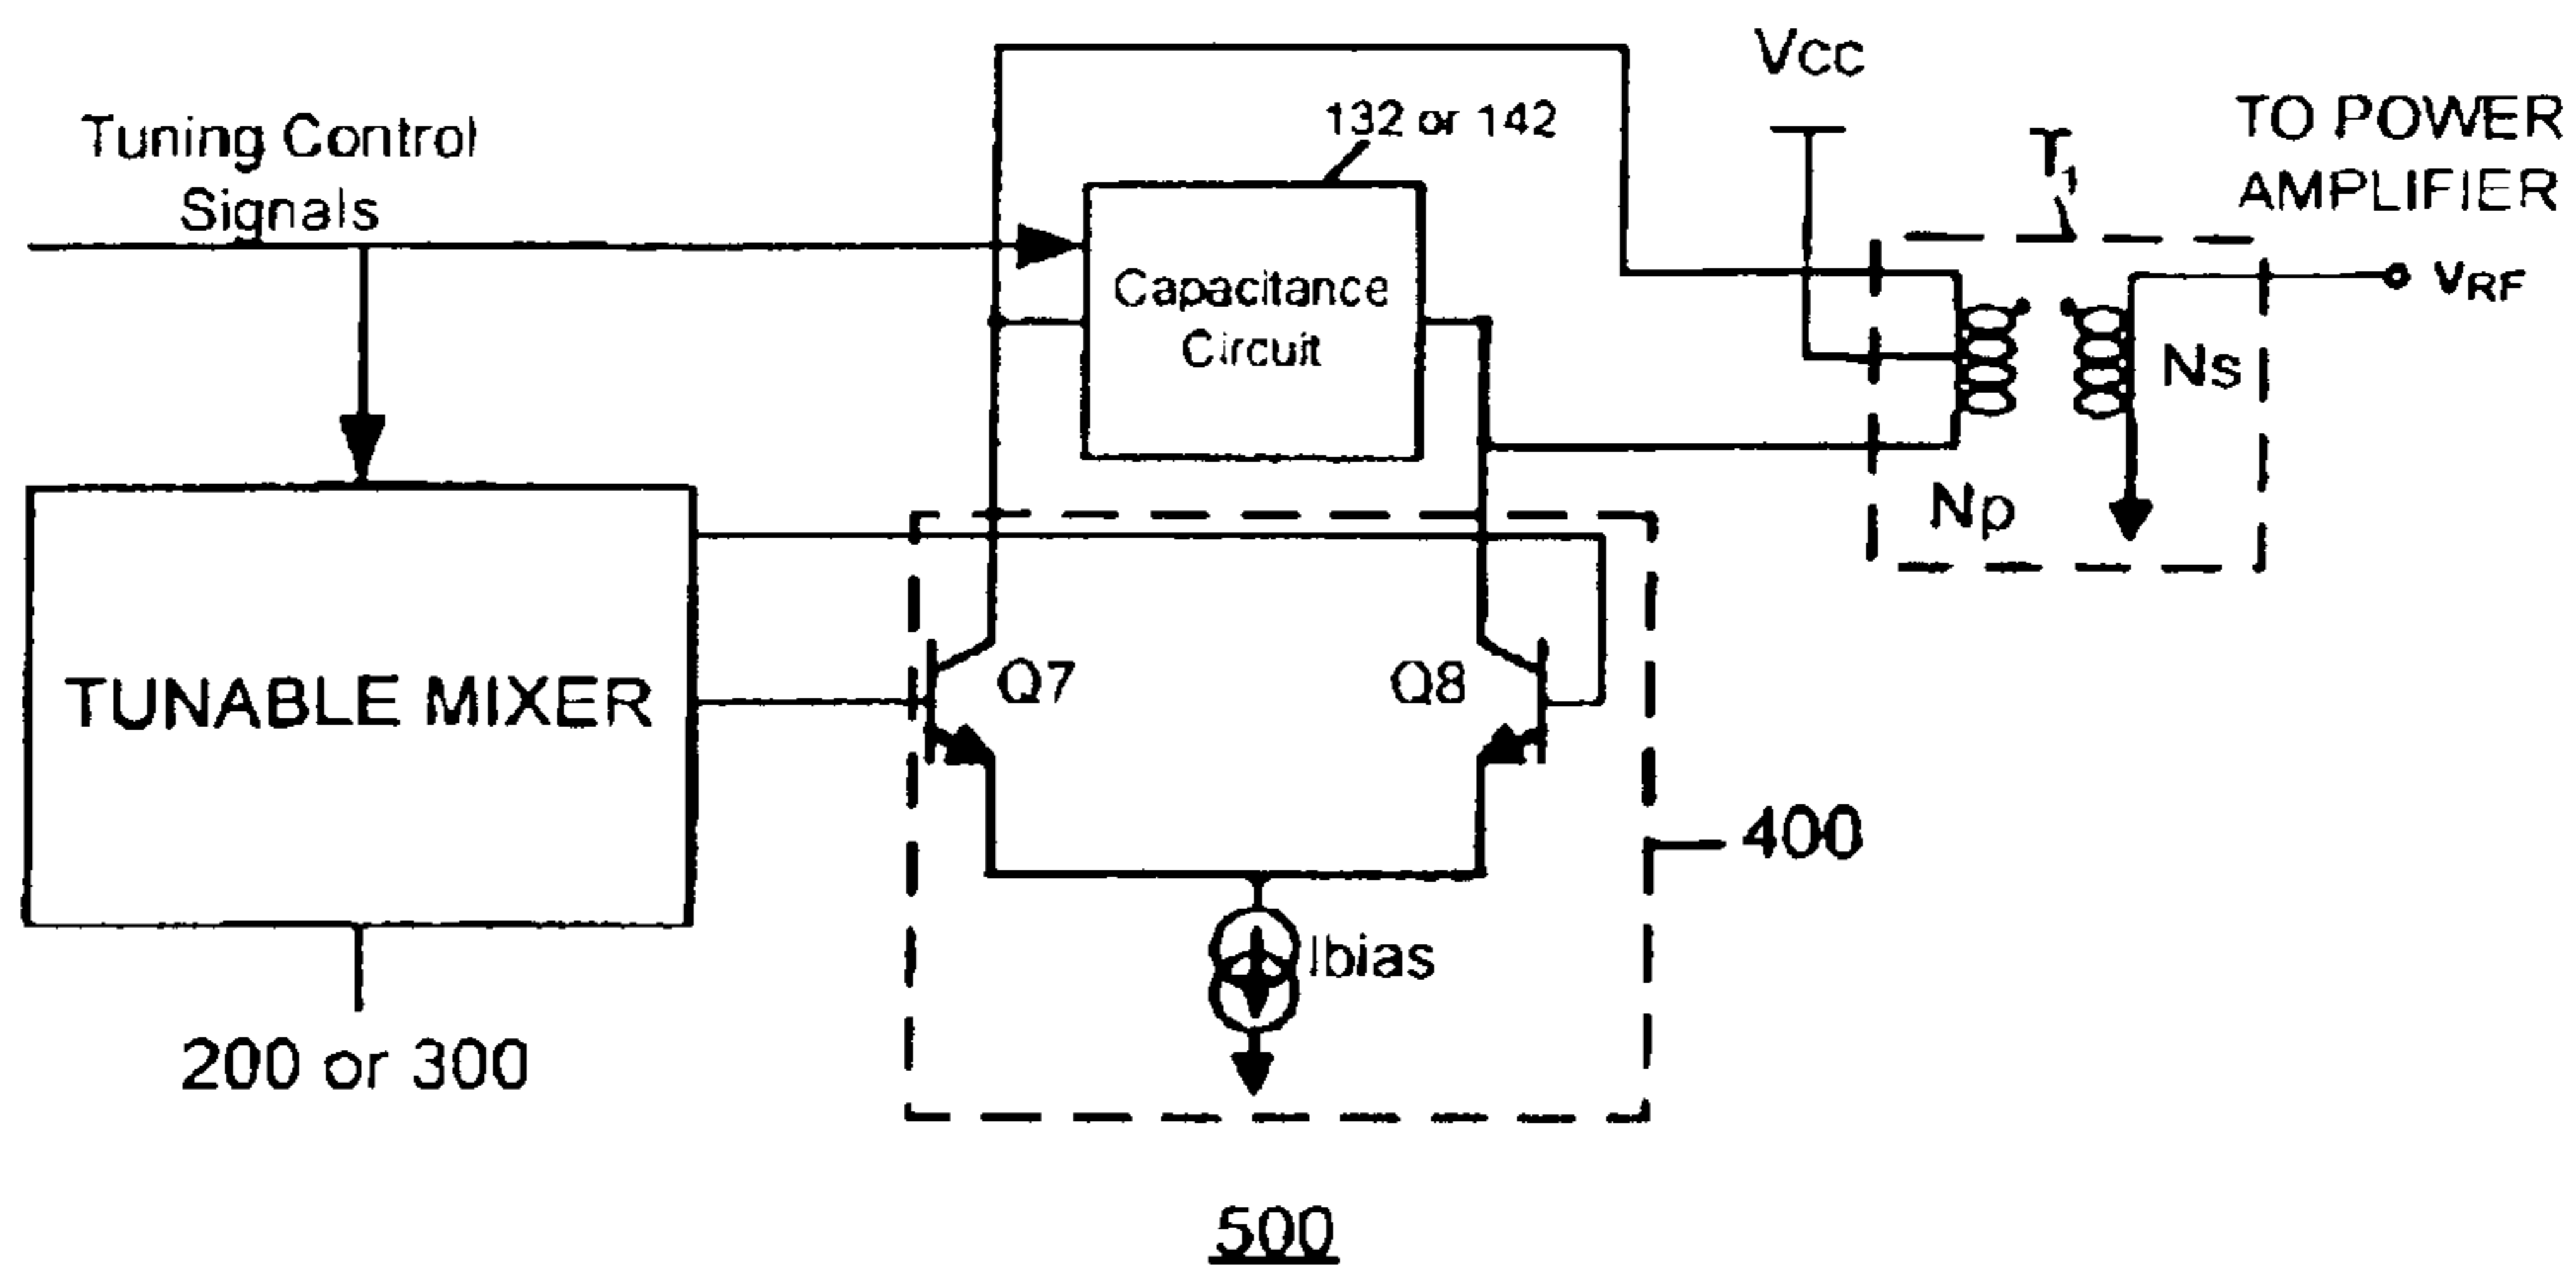 Tuning Control
Signals
132 or 142
Vcc
T1
TO POWER
AMPLIFIER
Capacitance
Circuit
VRF
Ns
Np
TUNABLE MIXER
Q7
Q8
400
Ibias
200 or 300
500